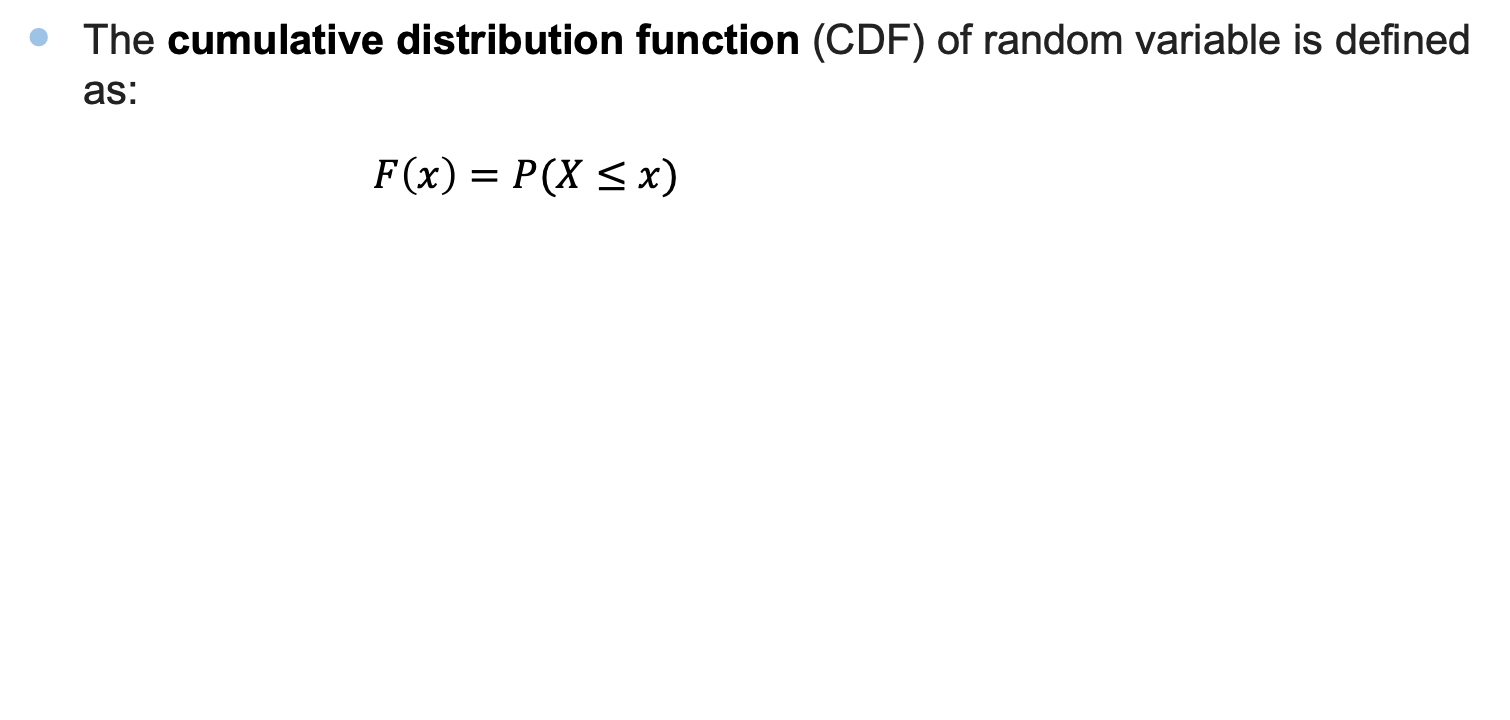 • The cumulative distribution function (CDF) of random variable is defined
as:
F(x) = P(X ≤ x)